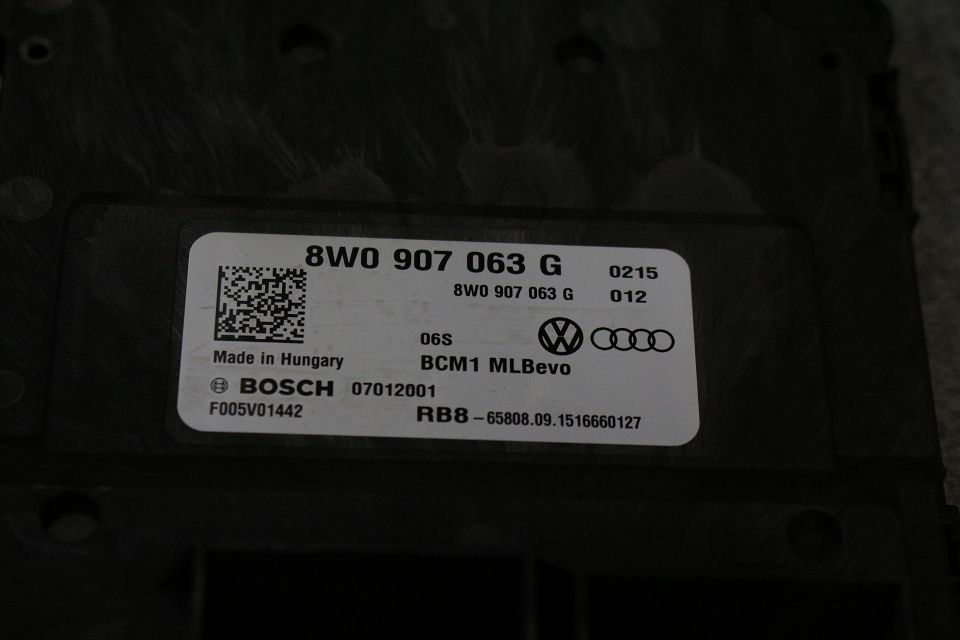 8W0 907 063 G 0215
8W0 907 063 G 012
06S
Made in Hungary BCM1 MLBevo
BOSCH 07012001
F005V01442 RB8-65808.09.1516660127